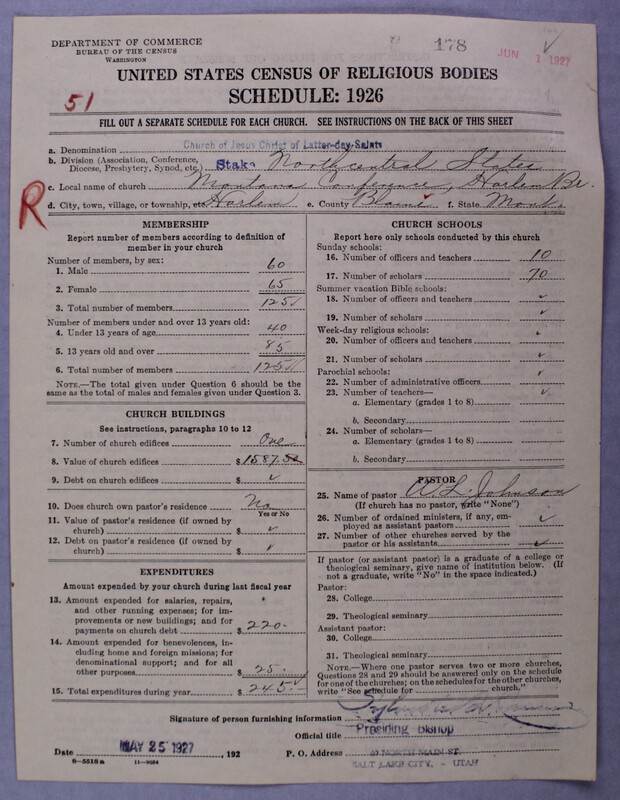 DEPARTMENT OF COMMERCE
BUREAU OF THE CENSUS
WASHINGTON
178
JUN 1 1927
UNITED STATES CENSUS OF RELIGIOUS BODIES
SCHEDULE: 1926
51
FILL OUT A SEPARATE SCHEDULE FOR EACH CHURCH. SEE INSTRUCTIONS ON THE BACK OF THIS SHEET
a. Denomination Church of Jesus Christ of Latter-day Saints
b. Division (Association, Conference, Diocese, Presbytery, Synod, etc.) Stake Northcentral States
c. Local name of church Montana Conference, Harlem Br.
d. City, town, village, or township, etc. Harlem e. County Blaine f. State Mont.
R
MEMBERSHIP
Report number of members according to definition of
member in your church
Number of members, by sex:
1. Male 60
2. Female 65
3. Total number of members 125
Number of members under and over 13 years old:
4. Under 13 years of age 40
5. 13 years old and over 85
6. Total number of members 125
NOTE.—The total given under Question 6 should be
same as the total of males and females given under Question 3.
CHURCH BUILDINGS
See instructions, paragraphs 10 to 12
7. Number of church edifices One
8. Value of church edifices $1587.
9. Debt on church edifices $ ✓
10. Does church own pastor's residence No
Yes or No
11. Value of pastor's residence (if owned by
church) $ ✓
12. Debt on pastor's residence (if owned by
church) $ ✓
EXPENDITURES
Amount expended by your church during last fiscal year
13. Amount expended for salaries, repairs,
and other running expenses; for im-
provements or new buildings; and for
payments on church debt $ 220.
14. Amount expended for benevolences, in-
cluding home and foreign missions; for
denominational support; and for all
other purposes $ 25.
15. Total expenditures during year $ 245.
CHURCH SCHOOLS
Report here only schools conducted by this church
Sunday schools:
16. Number of officers and teachers 10
17. Number of scholars 70
Summer vacation Bible schools:
18. Number of officers and teachers ✓
19. Number of scholars ✓
Week-day religious schools:
20. Number of officers and teachers ✓
21. Number of scholars ✓
Parochial schools:
22. Number of administrative officers ✓
23. Number of teachers— ✓
a. Elementary (grades 1 to 8)
b. Secondary
24. Number of scholars—
a. Elementary (grades 1 to 8)
b. Secondary
PASTOR
25. Name of pastor Johnson
(If church has no pastor, write "None")
26. Number of ordained ministers, if any, em-
ployed as assistant pastors ✓
27. Number of other churches served by the
pastor or his assistants ✓
If pastor (or assistant pastor) is a graduate of a college or
theological seminary, give name of institution below. (If
not a graduate, write "No" in the space indicated.)
Pastor:
28. College
29. Theological seminary
Assistant pastor:
30. College
31. Theological seminary
NOTE.—Where one pastor serves two or more churches,
Questions 28 and 29 should be answered only on the schedule
for one of the churches; on the schedules for the other churches,
write "See schedule for church."
Signature of person furnishing information
Official title Presiding Bishop
Date MAY 25 1927, 192
P. O. Address 40 NORTH MAIN ST.
SALT LAKE CITY, - UTAH
8—5518a 11—9084